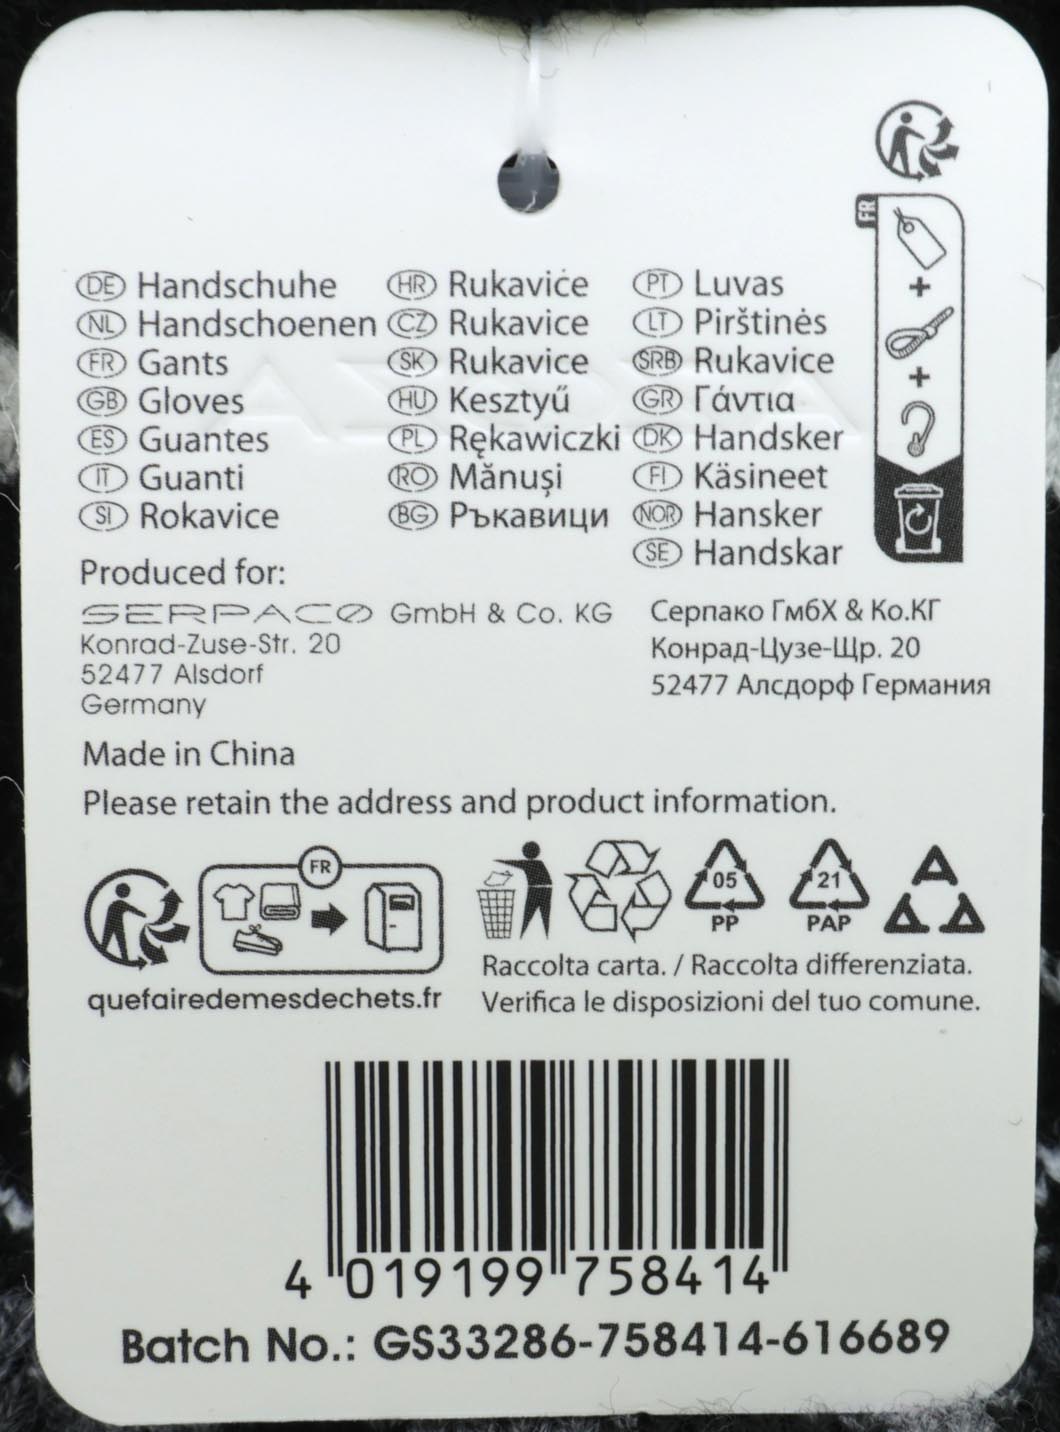 FR
DE Handschuhe
NL Handschoenen
FR Gants
GB Gloves
ES Guantes
IT Guanti
SI Rokavice
HR Rukaviće
CZ Rukavice
SK Rukavice
HU Kesztyű
PL Rękawiczki
RO Mănuși
BG Ръкавици
PT Luvas
LT Pirštinės
SRB Rukavice
GR Γάντια
DK Handsker
FI Käsineet
NOR Hansker
SE Handskar
Produced for:
SERPACO GmbH & Co. KG
Konrad-Zuse-Str. 20
52477 Alsdorf
Germany
Серпако ГмбХ & Ко.КГ
Конрад-Цузе-Щр. 20
52477 Алсдорф Германия
Made in China
Please retain the address and product information.
FR
quefairedemesdechets.fr
05
PP
21
PAP
Raccolta carta. / Raccolta differenziata.
Verifica le disposizioni del tuo comune.
4 019199 758414
Batch No.: GS33286-758414-616689